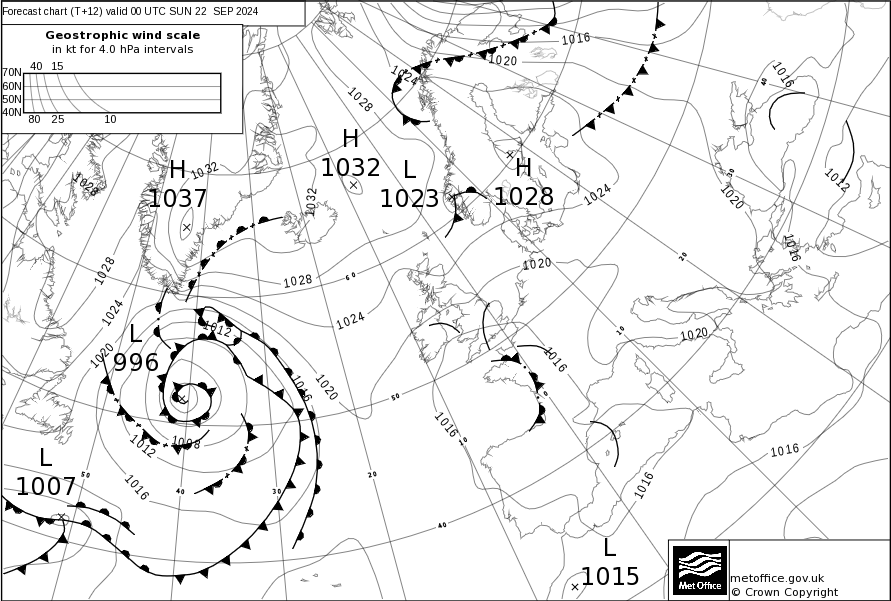 Forecast chart (T+12) valid 00 UTC SUN 22 SEP 2024
Geostrophic wind scale
in kt for 4.0 hPa intervals
40 15
70N
60N
50N
40N
80 25 10
1016
1020
1024
1028
1016
H
1032
L
1023
H
1028
H
1037
1032
1028
1032
1024
1020
1012
1016
1028
1028
1020
1024
1024
1020
L
996
1012
1020
1016
1016
1020
1008
1012
1016
1016
1016
1016
L
1007
L
1015
60
50
50
40
40
30
30
20
20
10
10
0
40
Met Office
metoffice.gov.uk
© Crown Copyright